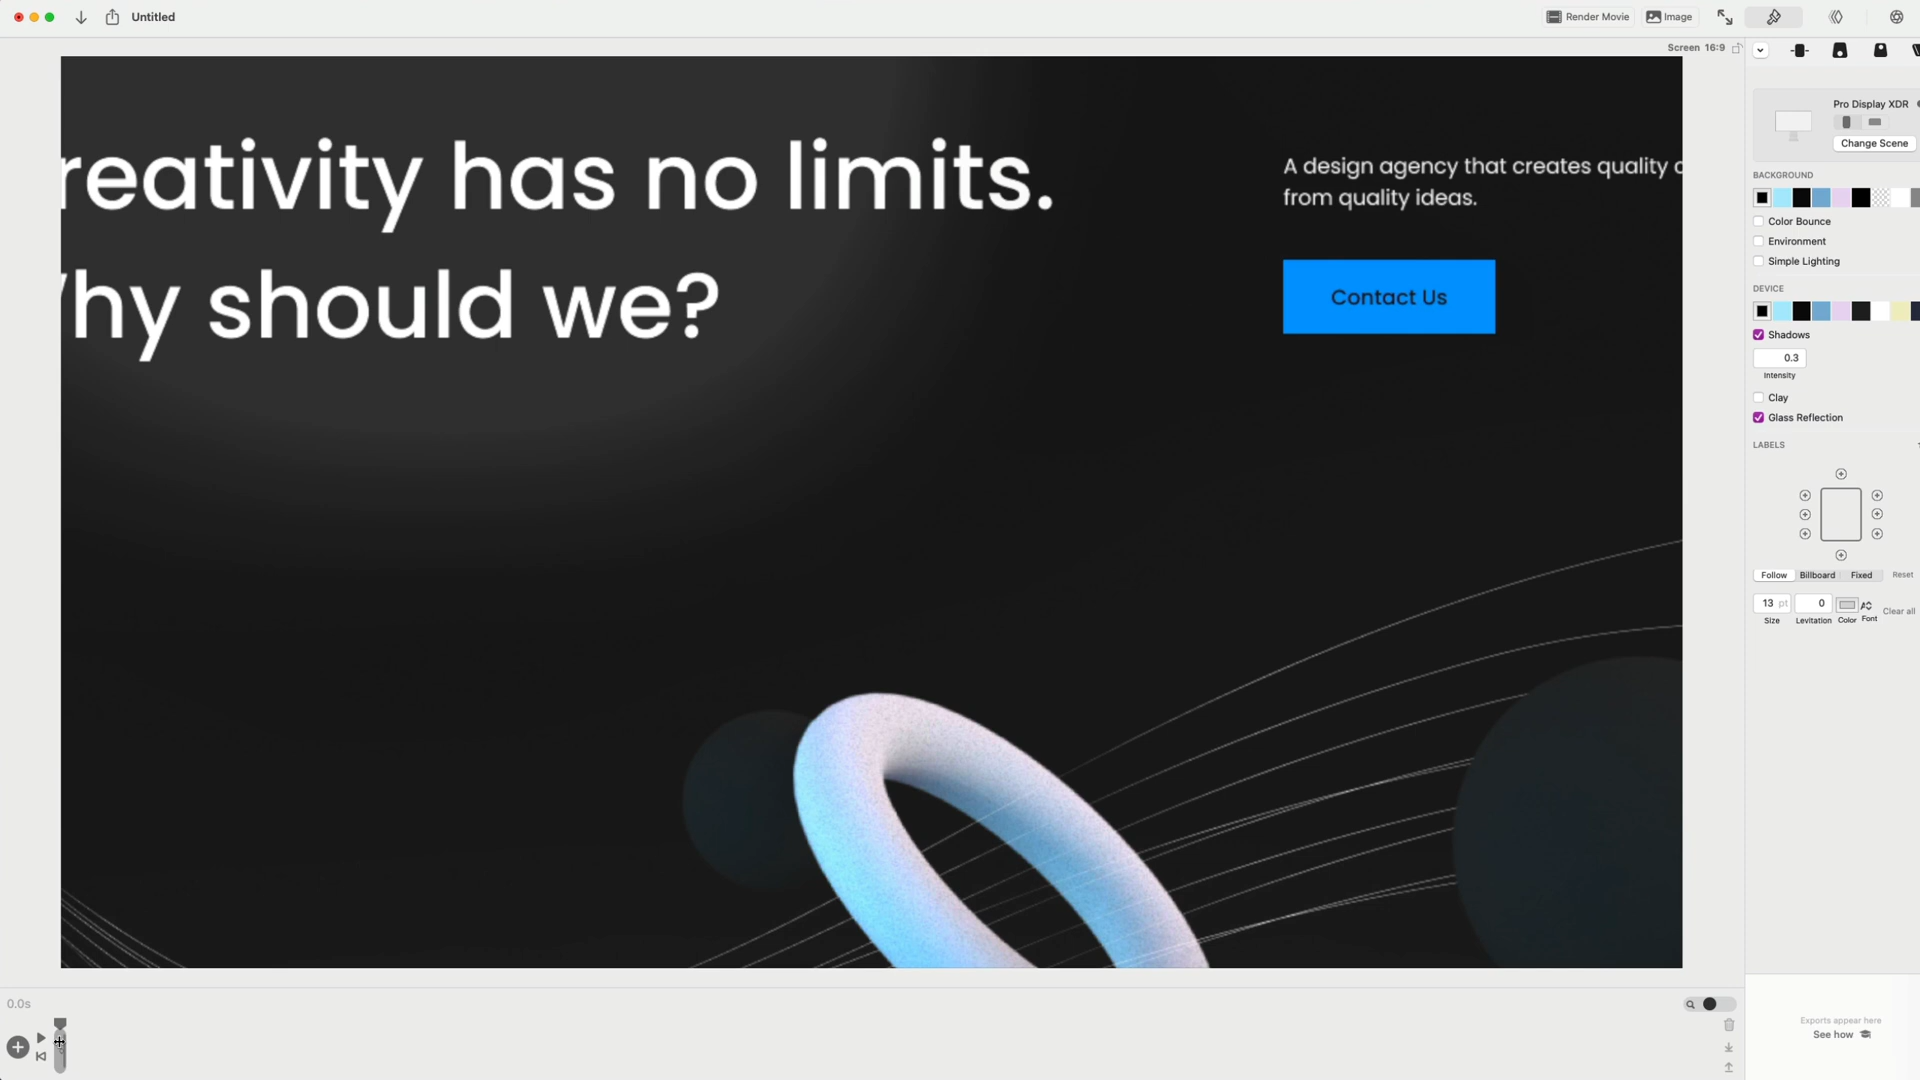 Untitled
Render Movie
Image
Screen 16:9
reativity has no limits.
hy should we?
A design agency that creates quality
from quality ideas.
Contact Us
Pro Display XDR
Change Scene
BACKGROUND
Color Bounce
Environment
Simple Lighting
DEVICE
Shadows
0.3
Intensity
Clay
Glass Reflection
LABELS
Follow Billboard Fixed Reset
13 pt 0
Size Levitation Color Font Clear all
0.0s
Exports appear here
See how